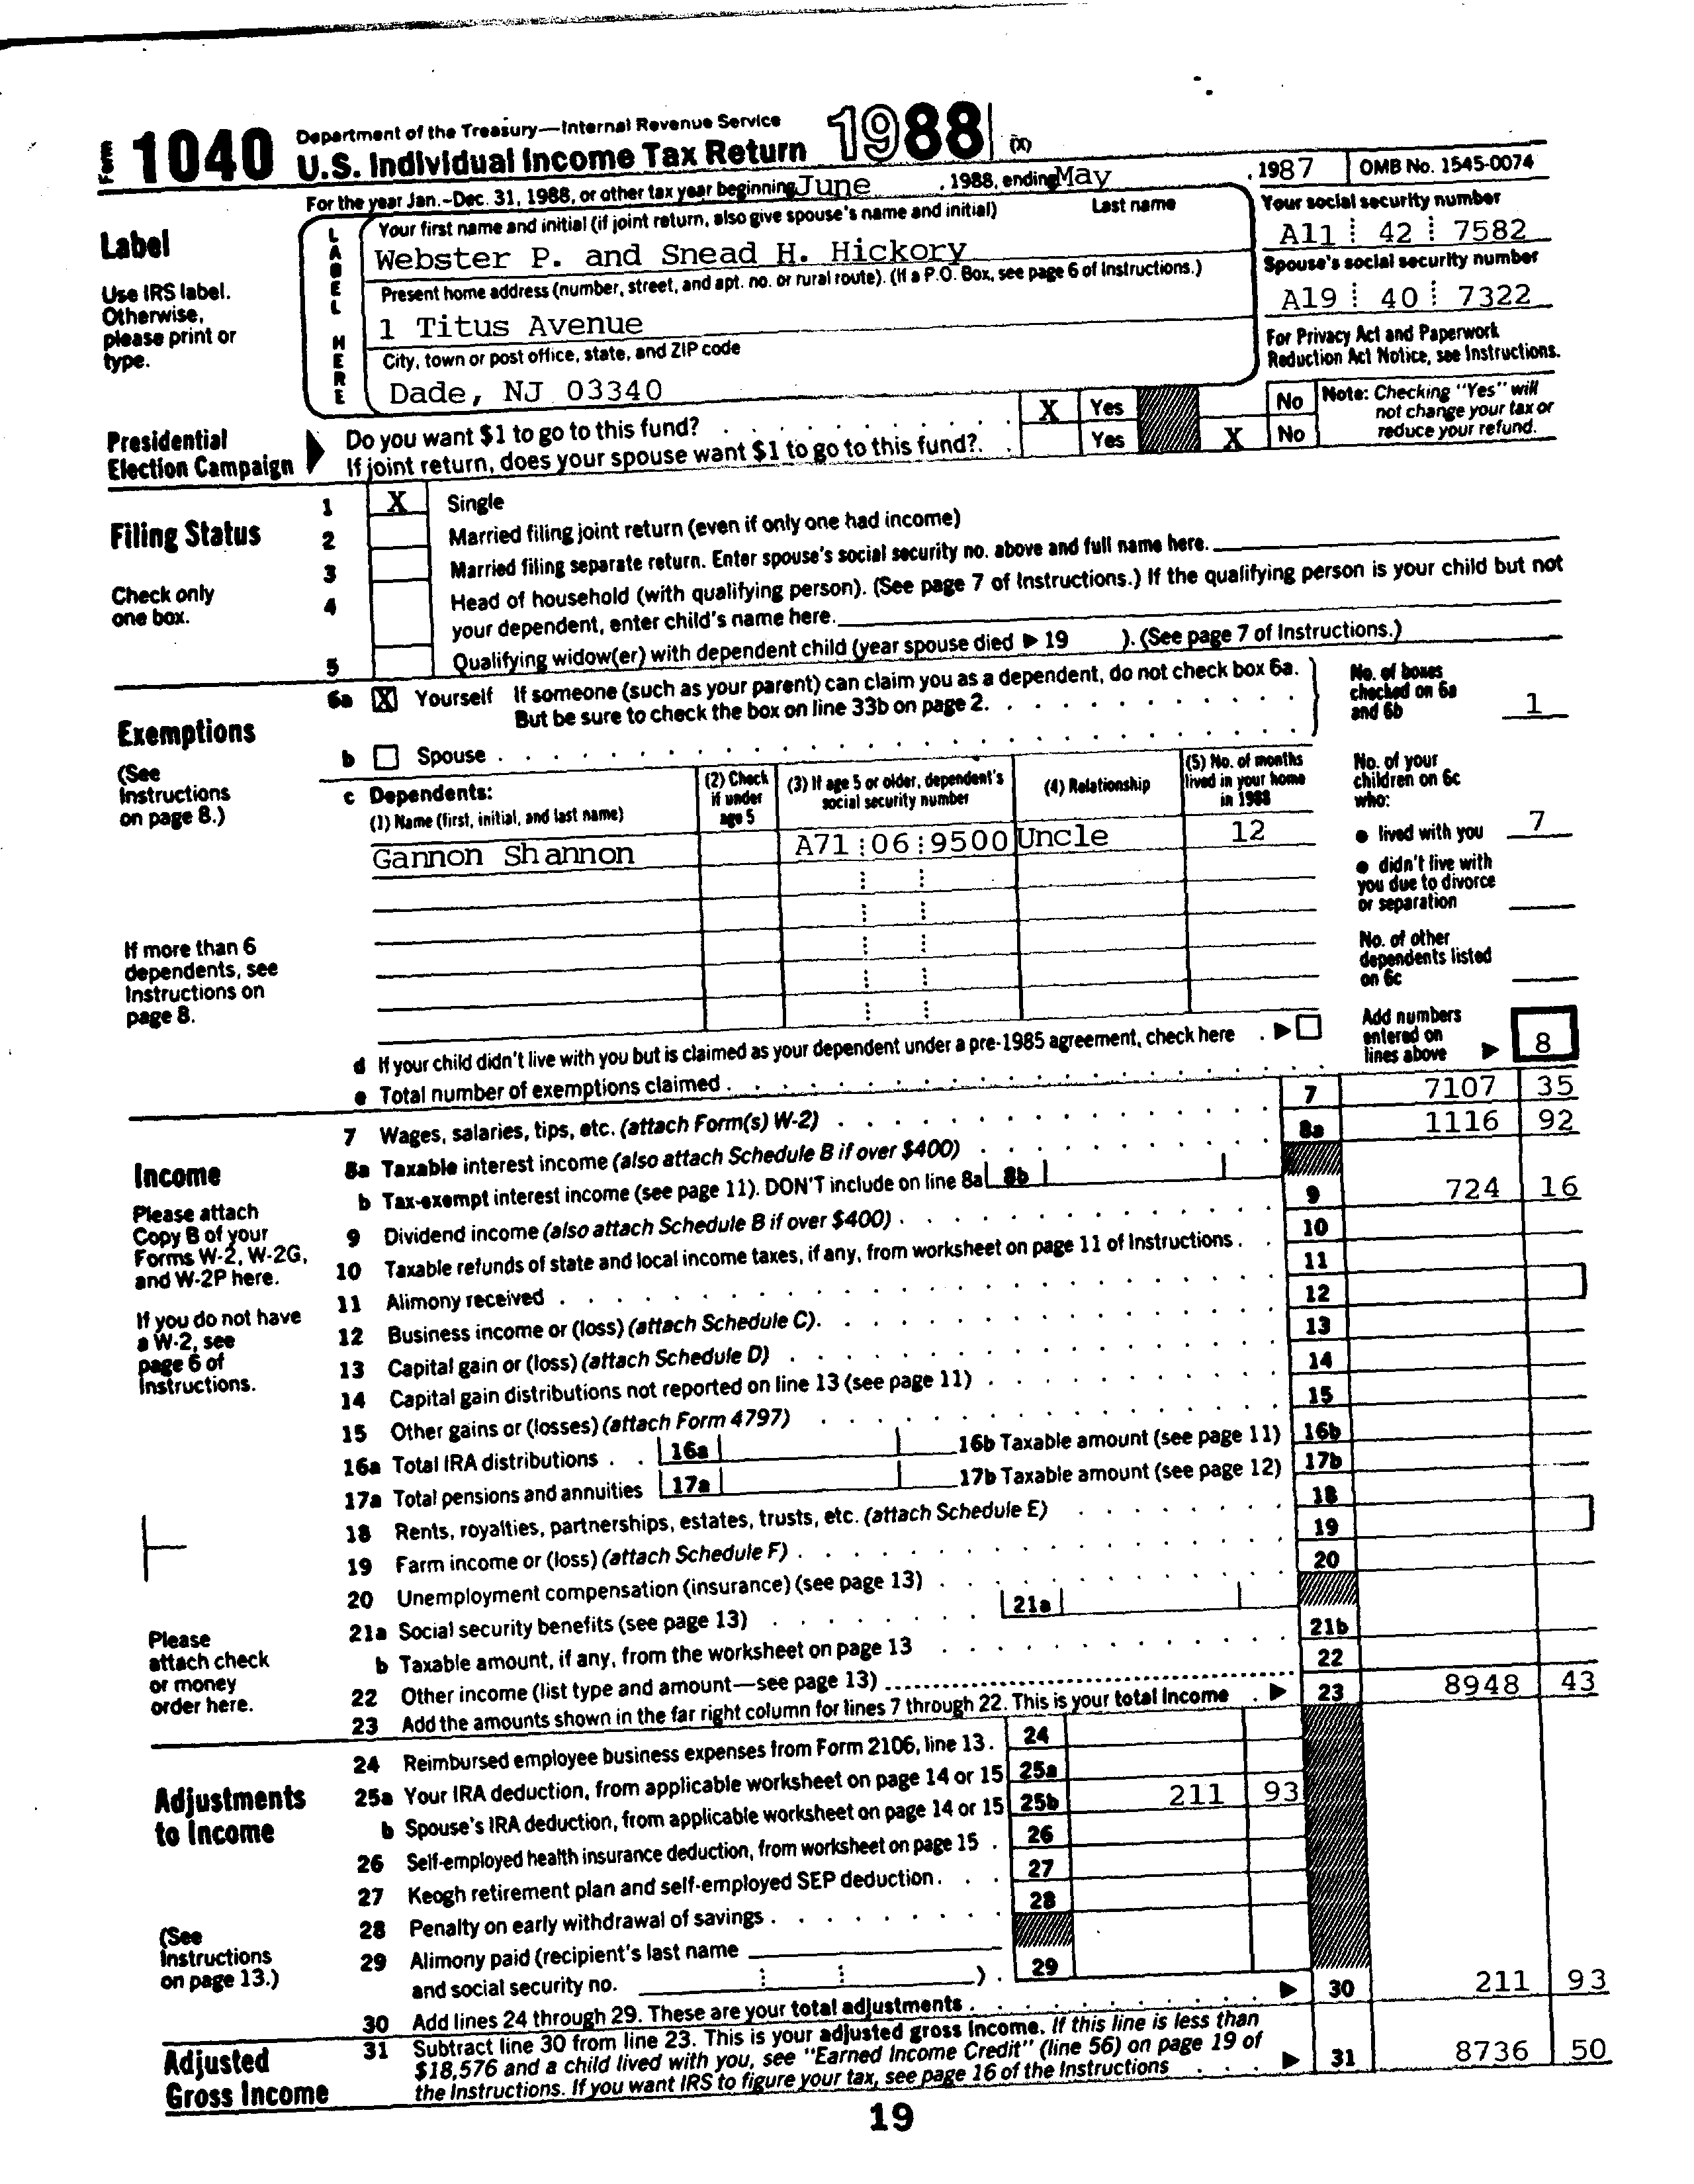 Form 1040 Department of the Treasury—Internal Revenue Service
U.S. Individual Income Tax Return 1988 (X)
For the year Jan.–Dec. 31, 1988, or other tax year beginning June , 1988, ending May , 1987 OMB No. 1545-0074
Label
Use IRS label.
Otherwise,
please print or
type.
LABEL HERE
Your first name and initial (if joint return, also give spouse's name and initial) Last name
Webster P. and Snead H. Hickory
Present home address (number, street, and apt. no. or rural route). (If a P.O. Box, see page 6 of Instructions.)
1 Titus Avenue
City, town or post office, state, and ZIP code
Dade, NJ 03340
Your social security number
A11 42 7582
Spouse's social security number
A19 40 7322
For Privacy Act and Paperwork
Reduction Act Notice, see Instructions.
Presidential
Election Campaign
Do you want $1 to go to this fund? X Yes No
If joint return, does your spouse want $1 to go to this fund? Yes X No
Note: Checking "Yes" will
not change your tax or
reduce your refund.
Filing Status
Check only
one box.
1 X Single
2 Married filing joint return (even if only one had income)
3 Married filing separate return. Enter spouse's social security no. above and full name here.
4 Head of household (with qualifying person). (See page 7 of Instructions.) If the qualifying person is your child but not
your dependent, enter child's name here.
5 Qualifying widow(er) with dependent child (year spouse died ▶ 19 ). (See page 7 of Instructions.)
Exemptions
(See
Instructions
on page 8.)
If more than 6
dependents, see
Instructions on
page 8.
6a X Yourself If someone (such as your parent) can claim you as a dependent, do not check box 6a.
But be sure to check the box on line 33b on page 2.
b Spouse
No. of boxes
checked on 6a
and 6b 1
c Dependents:
(1) Name (first, initial, and last name)
(2) Check
if under
age 5
(3) If age 5 or older, dependent's
social security number
(4) Relationship
(5) No. of months
lived in your home
in 1988
Gannon Shannon A71 06 9500 Uncle 12
No. of your
children on 6c
who:
● lived with you 7
● didn't live with
you due to divorce
or separation
No. of other
dependents listed
on 6c
d If your child didn't live with you but is claimed as your dependent under a pre-1985 agreement, check here ▶
e Total number of exemptions claimed
Add numbers
entered on
lines above ▶ 8
Income
Please attach
Copy B of your
Forms W-2, W-2G,
and W-2P here.
If you do not have
a W-2, see
page 6 of
Instructions.
Please
attach check
or money
order here.
7 Wages, salaries, tips, etc. (attach Form(s) W-2) 7 7107 35
8a Taxable interest income (also attach Schedule B if over $400) 8a 1116 92
b Tax-exempt interest income (see page 11). DON'T include on line 8a 8b
9 Dividend income (also attach Schedule B if over $400) 9 724 16
10 Taxable refunds of state and local income taxes, if any, from worksheet on page 11 of Instructions 10
11 Alimony received 11
12 Business income or (loss) (attach Schedule C) 12
13 Capital gain or (loss) (attach Schedule D) 13
14 Capital gain distributions not reported on line 13 (see page 11) 14
15 Other gains or (losses) (attach Form 4797) 15
16a Total IRA distributions 16a 16b Taxable amount (see page 11) 16b
17a Total pensions and annuities 17a 17b Taxable amount (see page 12) 17b
18 Rents, royalties, partnerships, estates, trusts, etc. (attach Schedule E) 18
19 Farm income or (loss) (attach Schedule F) 19
20 Unemployment compensation (insurance) (see page 13) 20
21a Social security benefits (see page 13) 21a
b Taxable amount, if any, from the worksheet on page 13 21b
22 Other income (list type and amount—see page 13) 22
23 Add the amounts shown in the far right column for lines 7 through 22. This is your total income ▶ 23 8948 43
Adjustments
to Income
(See
Instructions
on page 13.)
24 Reimbursed employee business expenses from Form 2106, line 13. 24
25a Your IRA deduction, from applicable worksheet on page 14 or 15 25a
b Spouse's IRA deduction, from applicable worksheet on page 14 or 15 25b 211 93
26 Self-employed health insurance deduction, from worksheet on page 15 26
27 Keogh retirement plan and self-employed SEP deduction 27
28 Penalty on early withdrawal of savings 28
29 Alimony paid (recipient's last name
and social security no. ) 29
30 Add lines 24 through 29. These are your total adjustments ▶ 30 211 93
Adjusted
Gross Income
31 Subtract line 30 from line 23. This is your adjusted gross income. If this line is less than
$18,576 and a child lived with you, see "Earned Income Credit" (line 56) on page 19 of
the Instructions. If you want IRS to figure your tax, see page 16 of the Instructions ▶ 31 8736 50
19